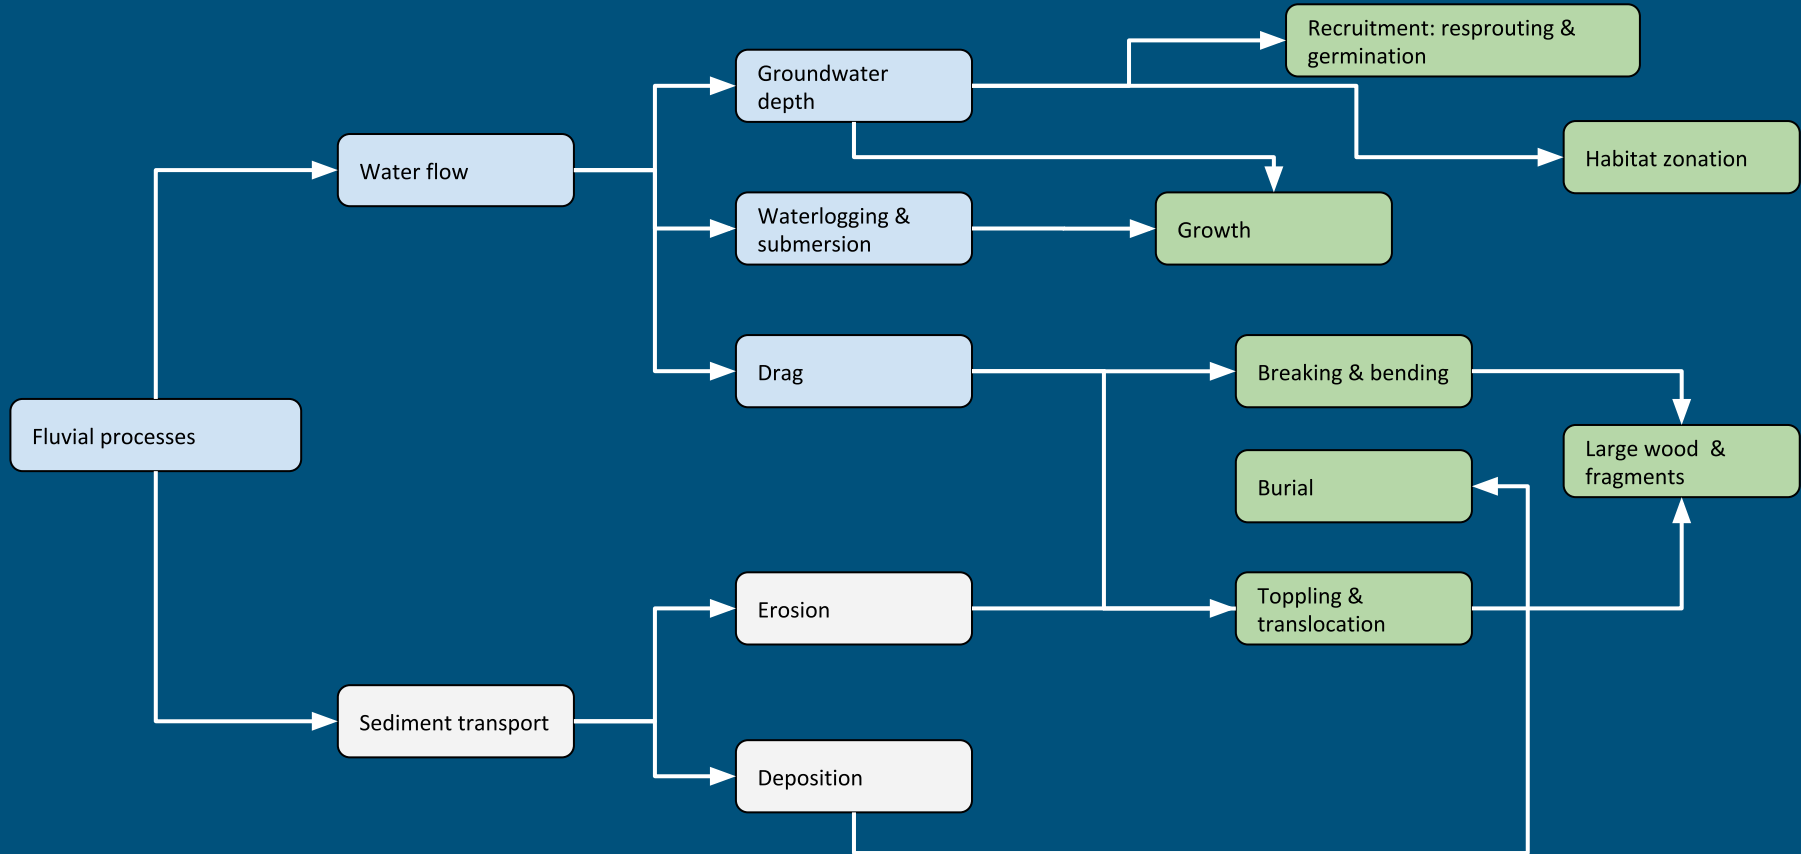 Recruitment: resprouting &
germination
Groundwater
depth
Habitat zonation
Water flow
Waterlogging &
submersion
Growth
Drag
Breaking & bending
Fluvial processes
Large wood  &
fragments
Burial
Erosion
Toppling &
translocation
Sediment transport
Deposition